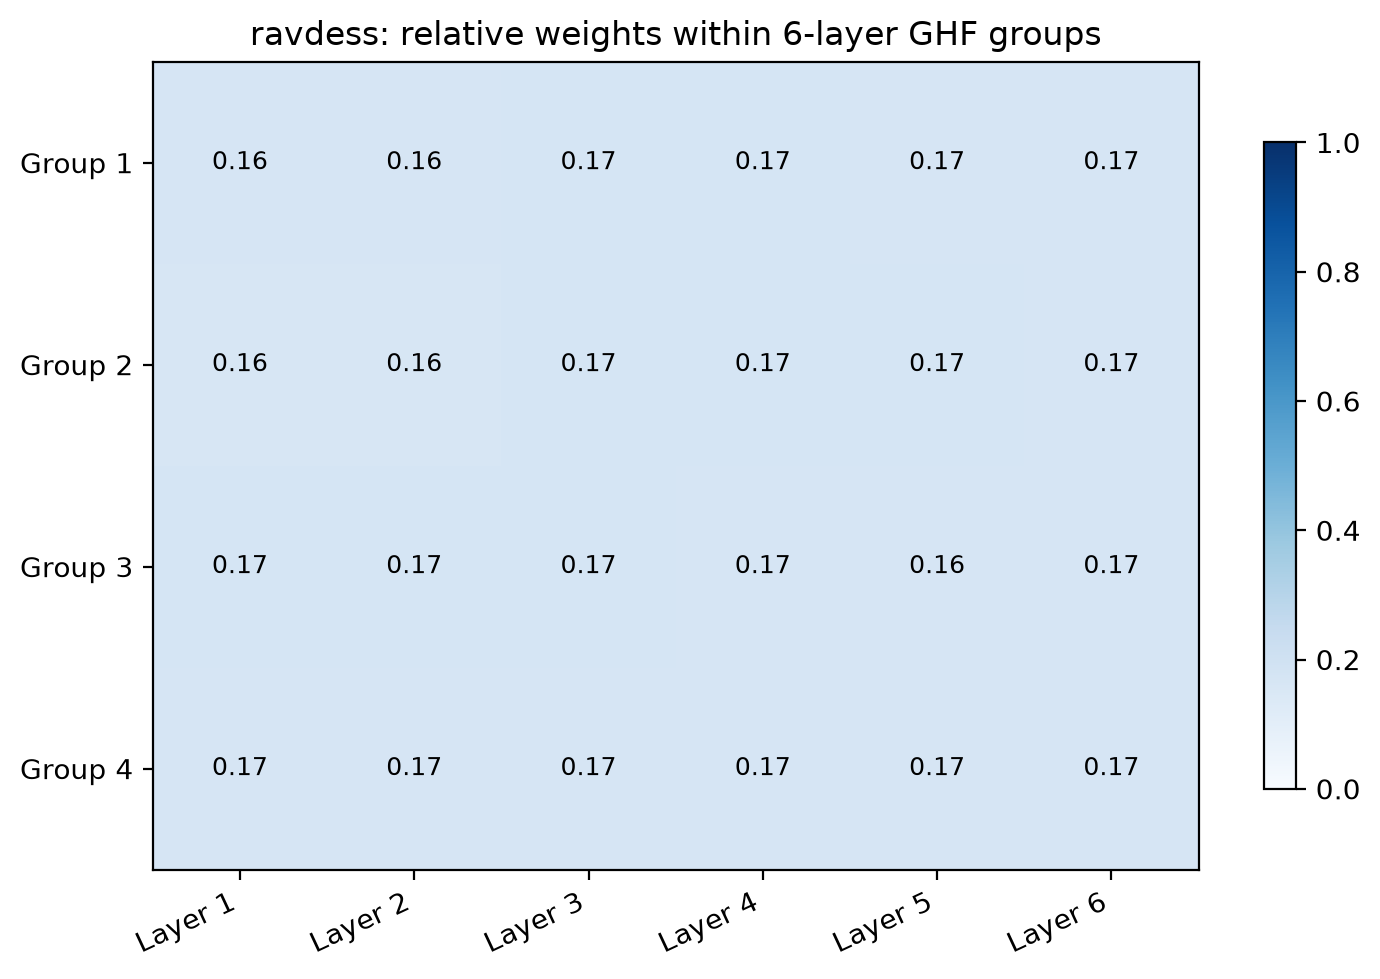 ravdess: relative weights within 6-layer GHF groups
Group 1 0.16 0.16 0.17 0.17 0.17 0.17
Group 2 0.16 0.16 0.17 0.17 0.17 0.17
Group 3 0.17 0.17 0.17 0.17 0.16 0.17
Group 4 0.17 0.17 0.17 0.17 0.17 0.17
Layer 1 Layer 2 Layer 3 Layer 4 Layer 5 Layer 6
1.0
0.8
0.6
0.4
0.2
0.0